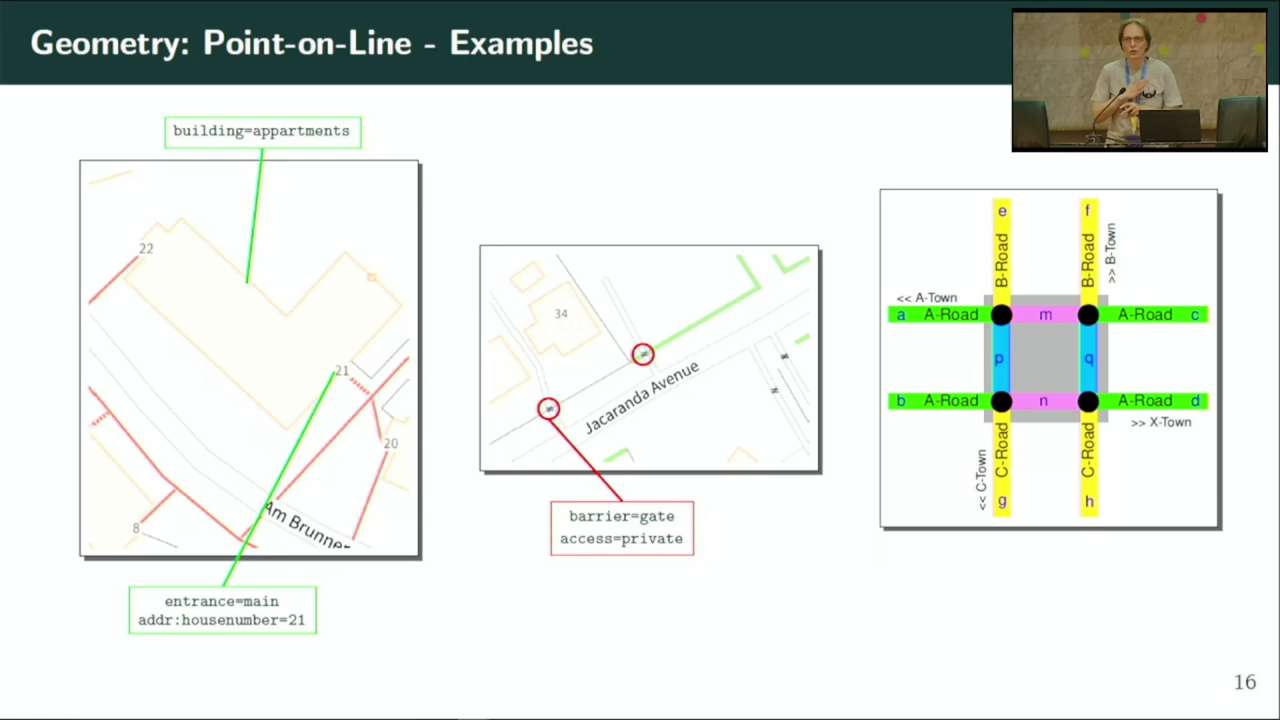 Geometry: Point-on-Line - Examples
building=appartments
22
21
20
8
Am Brunner
entrance=main
addr:housenumber=21
34
Jacaranda Avenue
barrier=gate
access=private
e
f
B-Road
B-Road
>> B-Town
<< A-Town
a A-Road m A-Road c
p
q
b A-Road n A-Road d
>> X-Town
<< C-Town
C-Road
C-Road
g
h
16